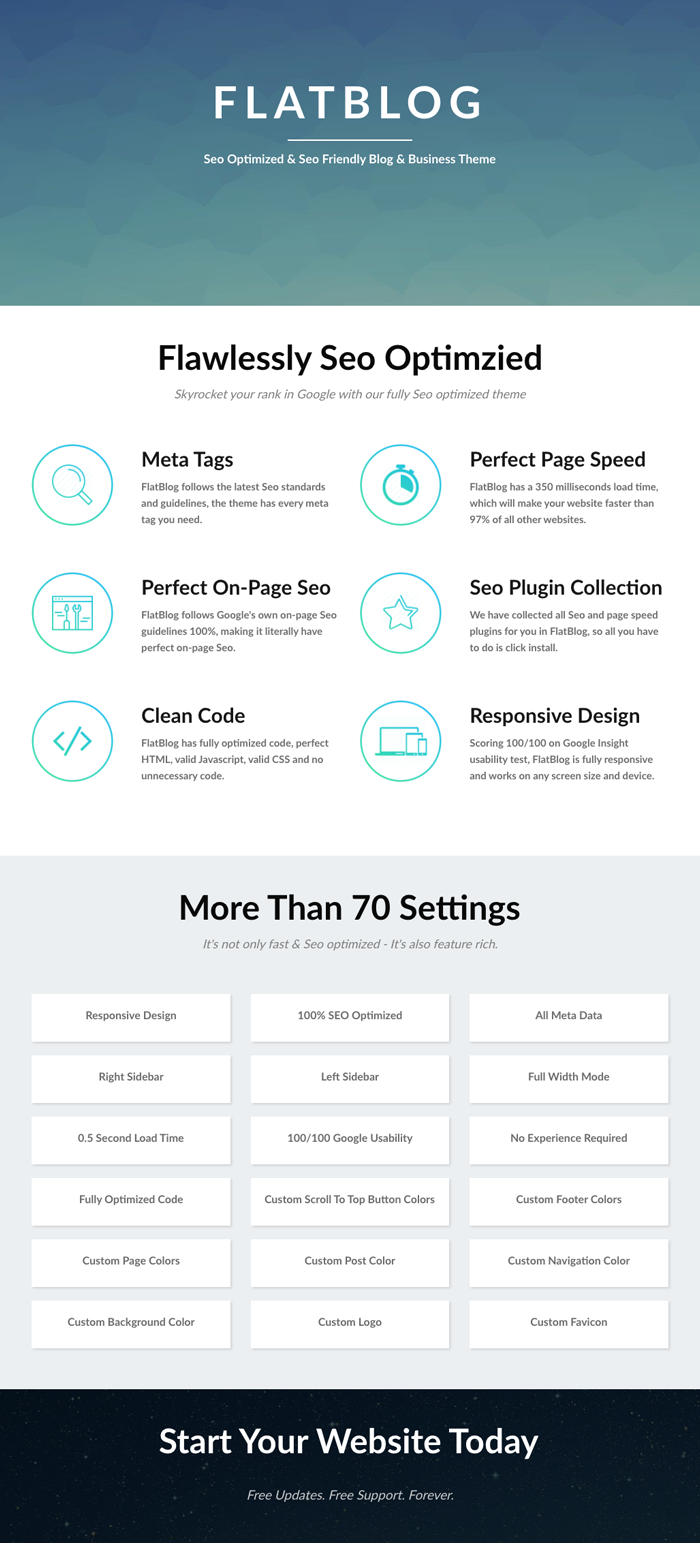 FLATBLOG
Seo Optimized & Seo Friendly Blog & Business Theme
Flawlessly Seo Optimzied
Skyrocket your rank in Google with our fully Seo optimized theme
Meta Tags
FlatBlog follows the latest Seo standards
and guidelines, the theme has every meta
tag you need.
Perfect Page Speed
FlatBlog has a 350 milliseconds load time,
which will make your website faster than
97% of all other websites.
Perfect On-Page Seo
FlatBlog follows Google's own on-page Seo
guidelines 100%, making it literally have
perfect on-page Seo.
Seo Plugin Collection
We have collected all Seo and page speed
plugins for you in FlatBlog, so all you have
to do is click install.
Clean Code
FlatBlog has fully optimized code, perfect
HTML, valid Javascript, valid CSS and no
unnecessary code.
Responsive Design
Scoring 100/100 on Google Insight
usability test, FlatBlog is fully responsive
and works on any screen size and device.
More Than 70 Settings
It's not only fast & Seo optimized - It's also feature rich.
Responsive Design
100% SEO Optimized
All Meta Data
Right Sidebar
Left Sidebar
Full Width Mode
0.5 Second Load Time
100/100 Google Usability
No Experience Required
Fully Optimized Code
Custom Scroll To Top Button Colors
Custom Footer Colors
Custom Page Colors
Custom Post Color
Custom Navigation Color
Custom Background Color
Custom Logo
Custom Favicon
Start Your Website Today
Free Updates. Free Support. Forever.